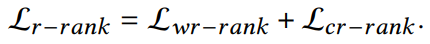 ℒ_{r−rank} = ℒ_{wr−rank} + ℒ_{cr−rank}.